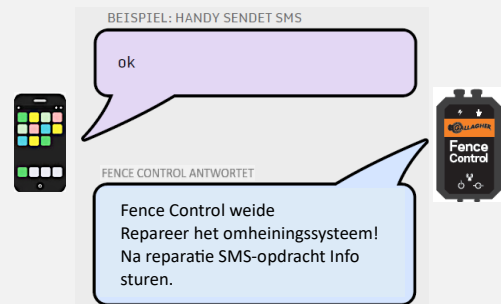 BEISPIEL: HANDY SENDET SMS
ok
GALLAGHER
Fence
Control
FENCE CONTROL ANTWORTET
Fence Control weide
Repareer het omheiningssysteem!
Na reparatie SMS-opdracht Info
sturen.